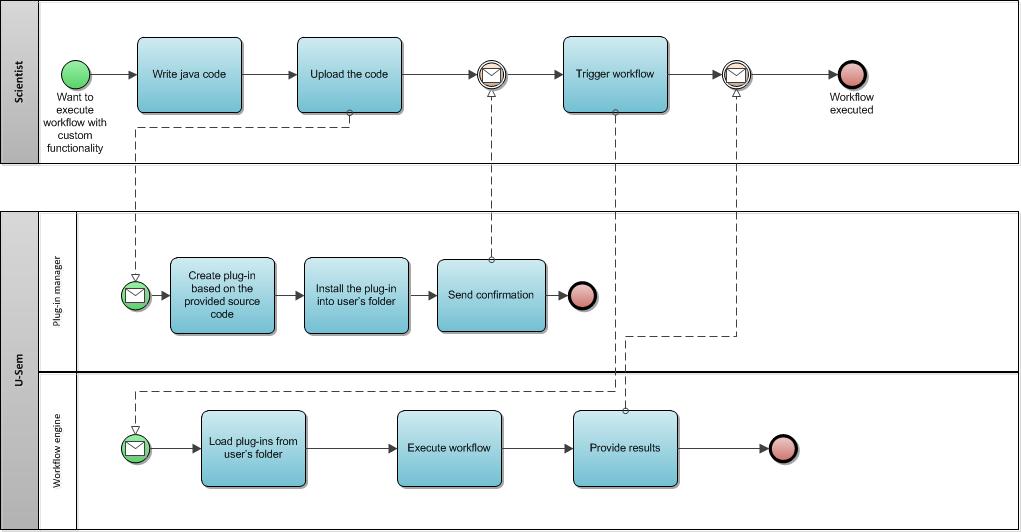 Scientist
Write java code
Upload the code
Trigger workflow
Want to
execute
workflow with
custom
functionality
Workflow
executed
U-Sem
Plug-in manager
Create plug-in
based on the
provided source
code
Install the plug-in
into user's folder
Send confirmation
Workflow engine
Load plug-ins from
user's folder
Execute workflow
Provide results